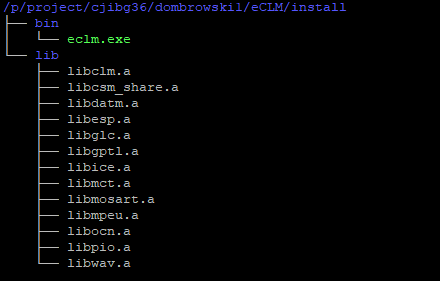 /p/project/cjibg36/dombrowski1/eCLM/install
├── bin
│   └── eclm.exe
└── lib
    ├── libclm.a
    ├── libcsm_share.a
    ├── libdatm.a
    ├── libesp.a
    ├── libglc.a
    ├── libgptl.a
    ├── libice.a
    ├── libmct.a
    ├── libmosart.a
    ├── libmpeu.a
    ├── libocn.a
    ├── libpio.a
    └── libwav.a